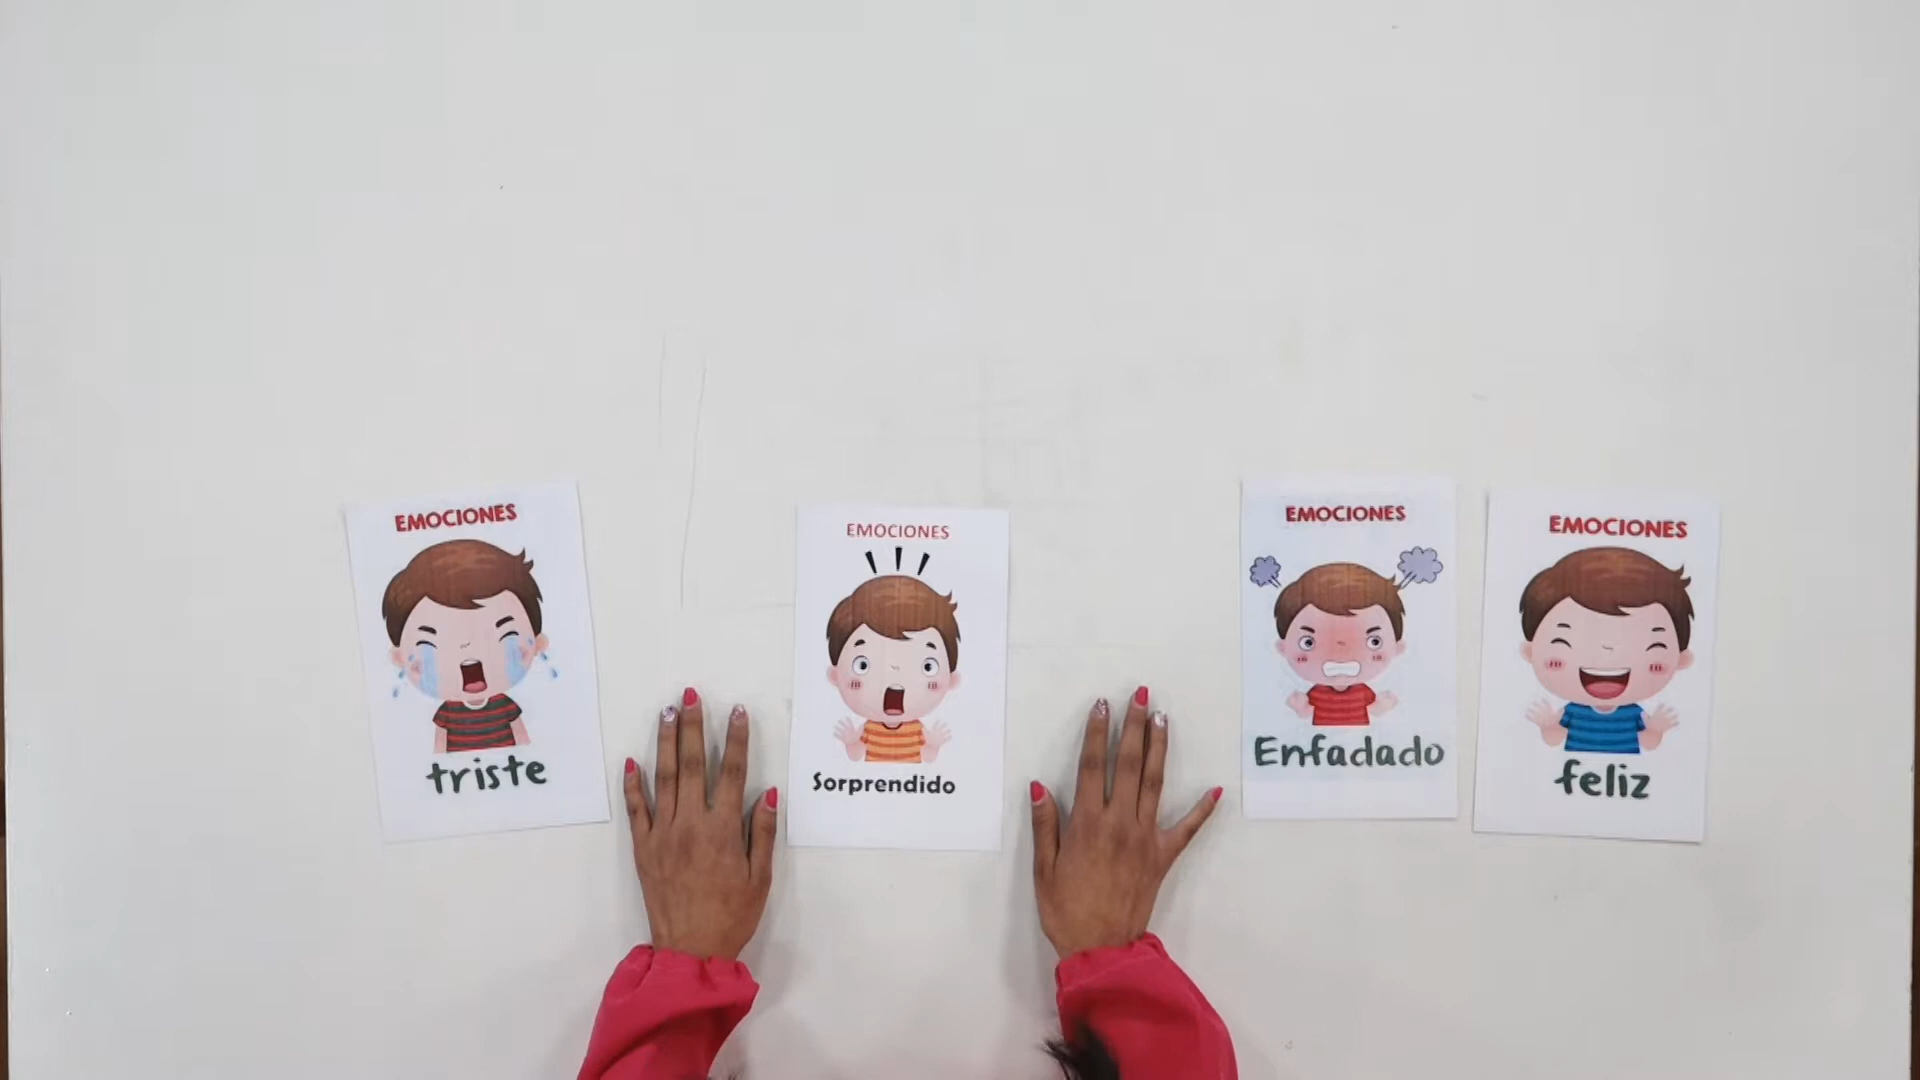 EMOCIONES
triste
EMOCIONES
Sorprendido
EMOCIONES
Enfadado
EMOCIONES
feliz